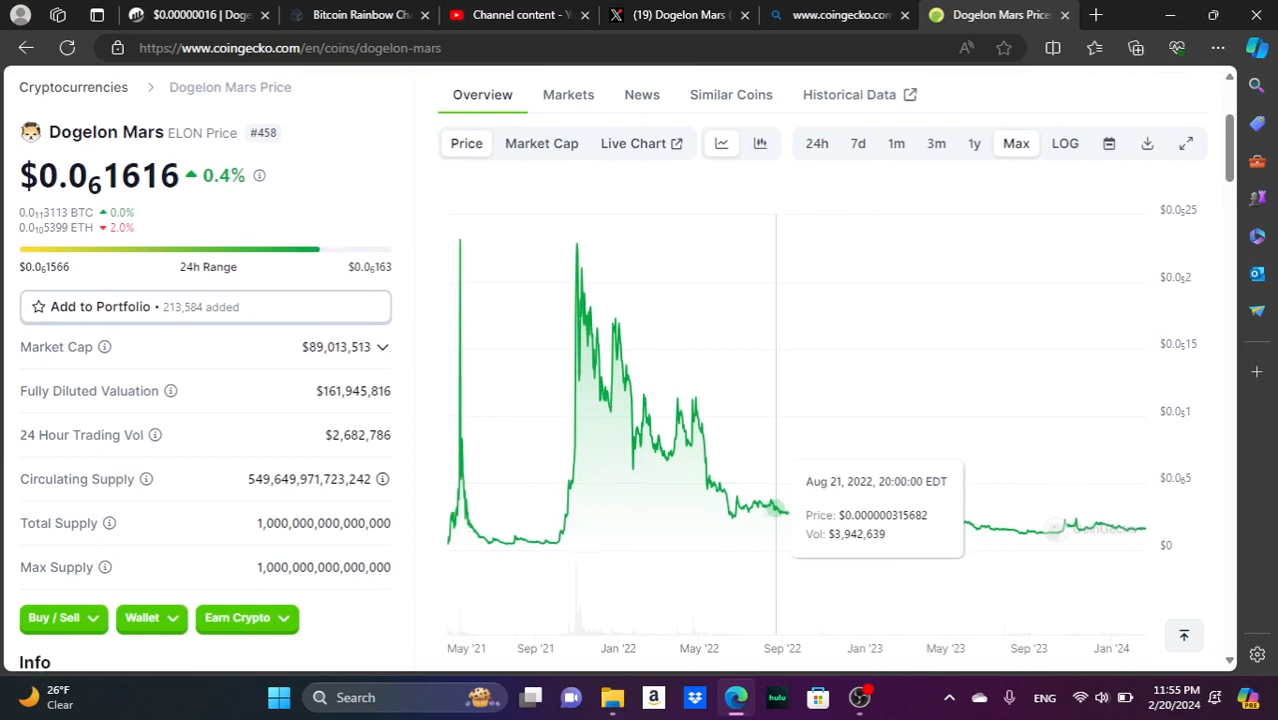 $0.00000016 | Doge
Bitcoin Rainbow Cha
Channel content - Y
(19) Dogelon Mars (
www.coingecko.com
Dogelon Mars Price
https://www.coingecko.com/en/coins/dogelon-mars
Cryptocurrencies > Dogelon Mars Price
Dogelon Mars ELON Price #458
$0.0₆1616 0.4%
0.0₁₁3113 BTC 0.0%
0.0₁₀5399 ETH 2.0%
$0.0₆1566 24h Range $0.0₆163
Add to Portfolio • 213,584 added
Market Cap $89,013,513
Fully Diluted Valuation $161,945,816
24 Hour Trading Vol $2,682,786
Circulating Supply 549,649,971,723,242
Total Supply 1,000,000,000,000,000
Max Supply 1,000,000,000,000,000
Buy / Sell Wallet Earn Crypto
Info
Overview Markets News Similar Coins Historical Data
Price Market Cap Live Chart 24h 7d 1m 3m 1y Max LOG
$0.0₅25
$0.0₅2
$0.0₅15
$0.0₅1
$0.0₆5
$0
Aug 21, 2022, 20:00:00 EDT
Price: $0.000000315682
Vol: $3,942,639
CoinGecko
May '21 Sep '21 Jan '22 May '22 Sep '22 Jan '23 May '23 Sep '23 Jan '24
26°F
Clear
Search
hulu
ENG
11:55 PM
2/20/2024
PRE